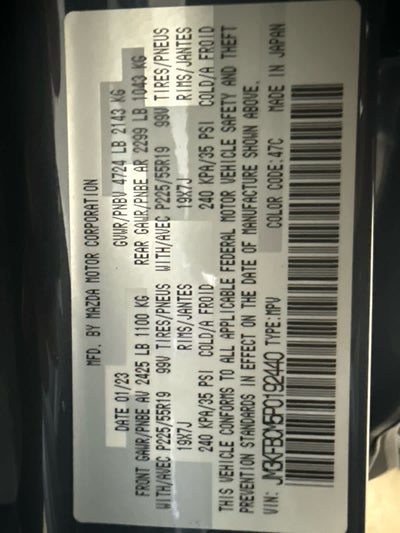 MFD. BY MAZDA MOTOR CORPORATION
DATE 01/23 GVWR/PNBV 4724 LB 2143 KG
FRONT GAWR/PNBE AV 2425 LB 1100 KG REAR GAWR/PNBE AR 2299 LB 1043 KG
WITH/AVEC P225/55R19 99V TIRES/PNEUS WITH/AVEC P225/55R19 99V TIRES/PNEUS
19X7J RIMS/JANTES 19X7J RIMS/JANTES
240 KPA/35 PSI COLD/A FROID 240 KPA/35 PSI COLD/A FROID
THIS VEHICLE CONFORMS TO ALL APPLICABLE FEDERAL MOTOR VEHICLE SAFETY AND THEFT
PREVENTION STANDARDS IN EFFECT ON THE DATE OF MANUFACTURE SHOWN ABOVE.
VIN: JM3KFBCM5P0192440 TYPE:MPV COLOR CODE:47C MADE IN JAPAN